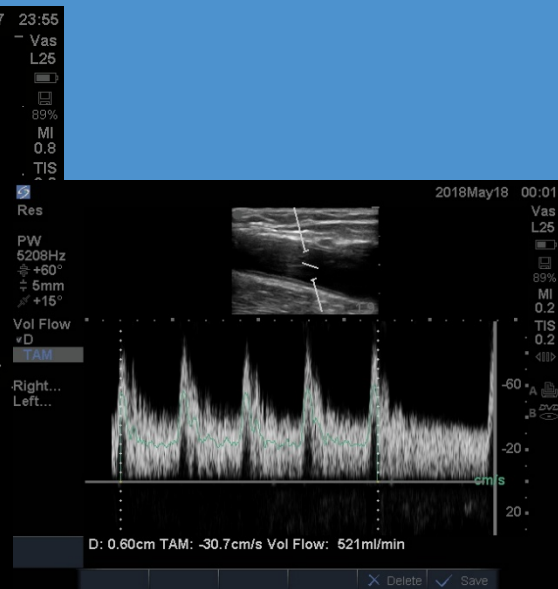 23:55
Vas
L25
89%
MI
0.8
TIS
2018May18 00:01
Res
Vas
L25
PW
5208Hz
+60°
5mm
+15°
89%
MI
0.2
TIS
0.2
Vol Flow
D
TAM
Right...
Left...
-60
A
B DVD
-20
cm/s
20
D: 0.60cm TAM: -30.7cm/s Vol Flow: 521ml/min
Delete Save